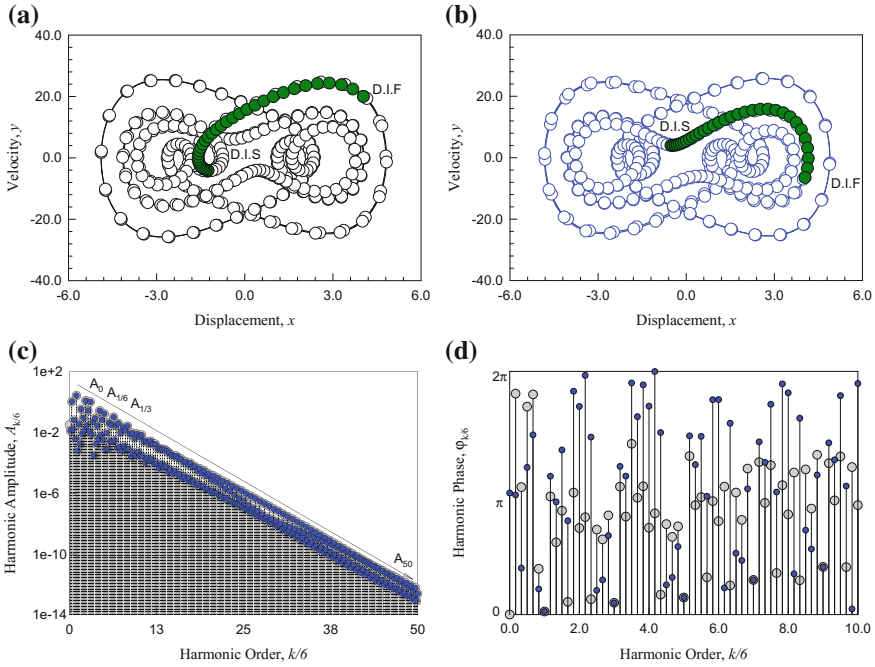 (a)
40.0
20.0
0.0
-20.0
-40.0
Velocity, y
-6.0 -3.0 0.0 3.0 6.0
Displacement, x
D.I.F
D.I.S
(b)
40.0
20.0
0.0
-20.0
-40.0
Velocity, y
-6.0 -3.0 0.0 3.0 6.0
Displacement, x
D.I.S
D.I.F
(c)
1e+2
1e-2
1e-6
1e-10
1e-14
Harmonic Amplitude, A_{k/6}
A_0
A_{1/6}
A_{1/3}
A_{50}
0 13 25 38 50
Harmonic Order, k/6
(d)
2π
π
0
Harmonic Phase, φ_{k/6}
0.0 2.0 4.0 6.0 8.0 10.0
Harmonic Order, k/6